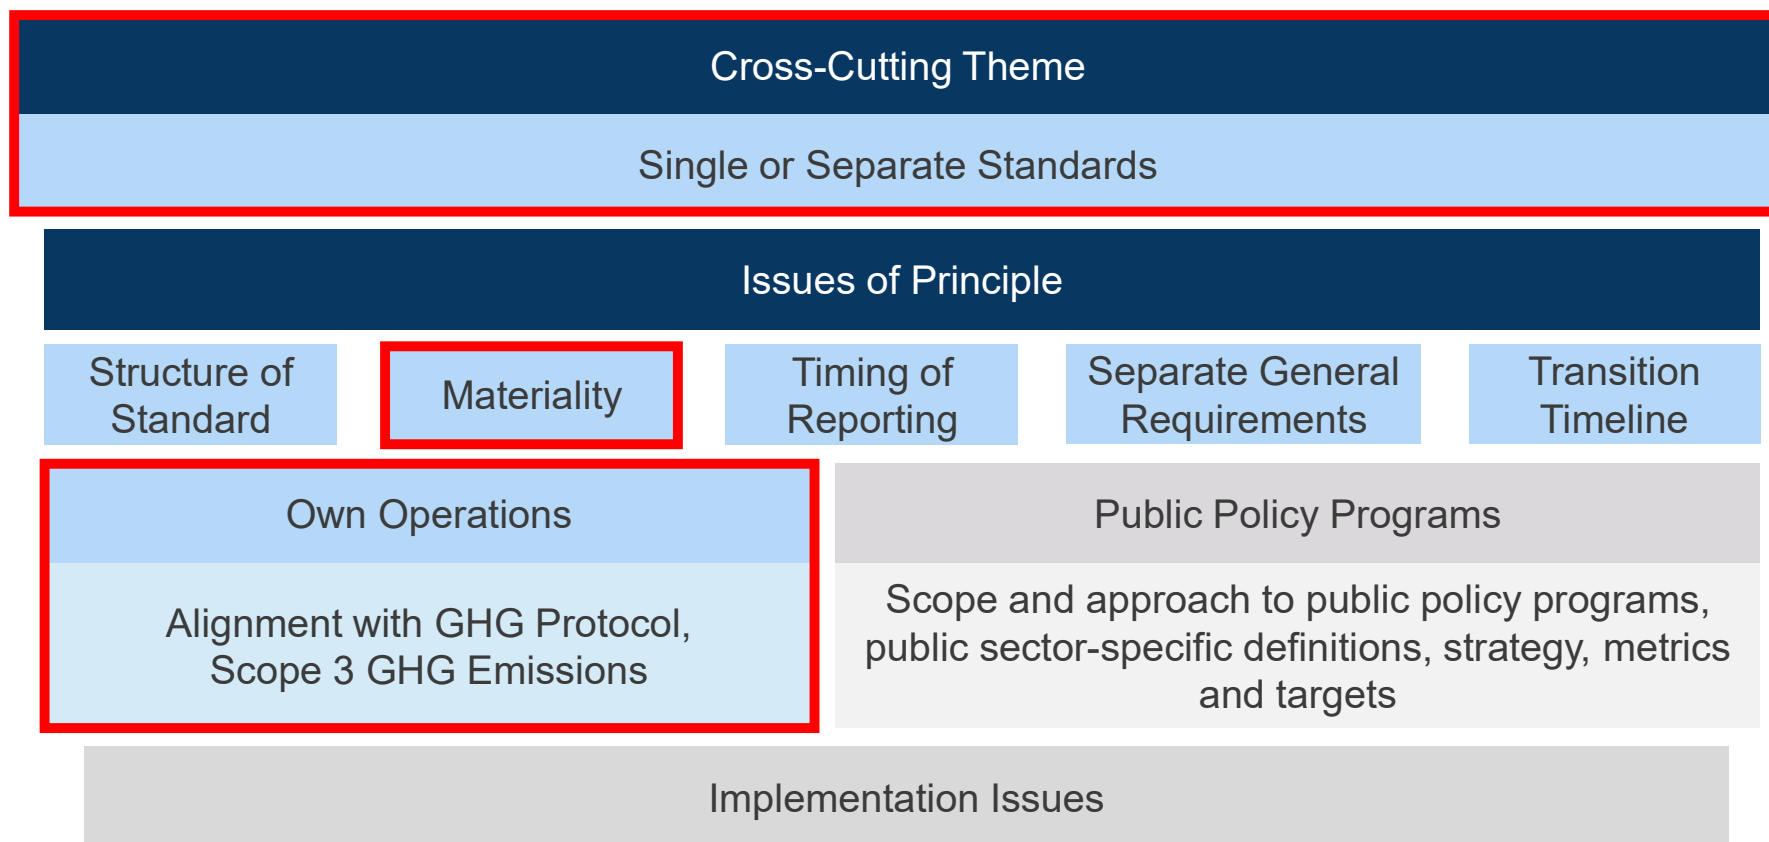 Cross-Cutting Theme
Single or Separate Standards
Issues of Principle
Structure of
Standard
Materiality
Timing of
Reporting
Separate General
Requirements
Transition
Timeline
Own Operations
Alignment with GHG Protocol,
Scope 3 GHG Emissions
Public Policy Programs
Scope and approach to public policy programs,
public sector-specific definitions, strategy, metrics
and targets
Implementation Issues